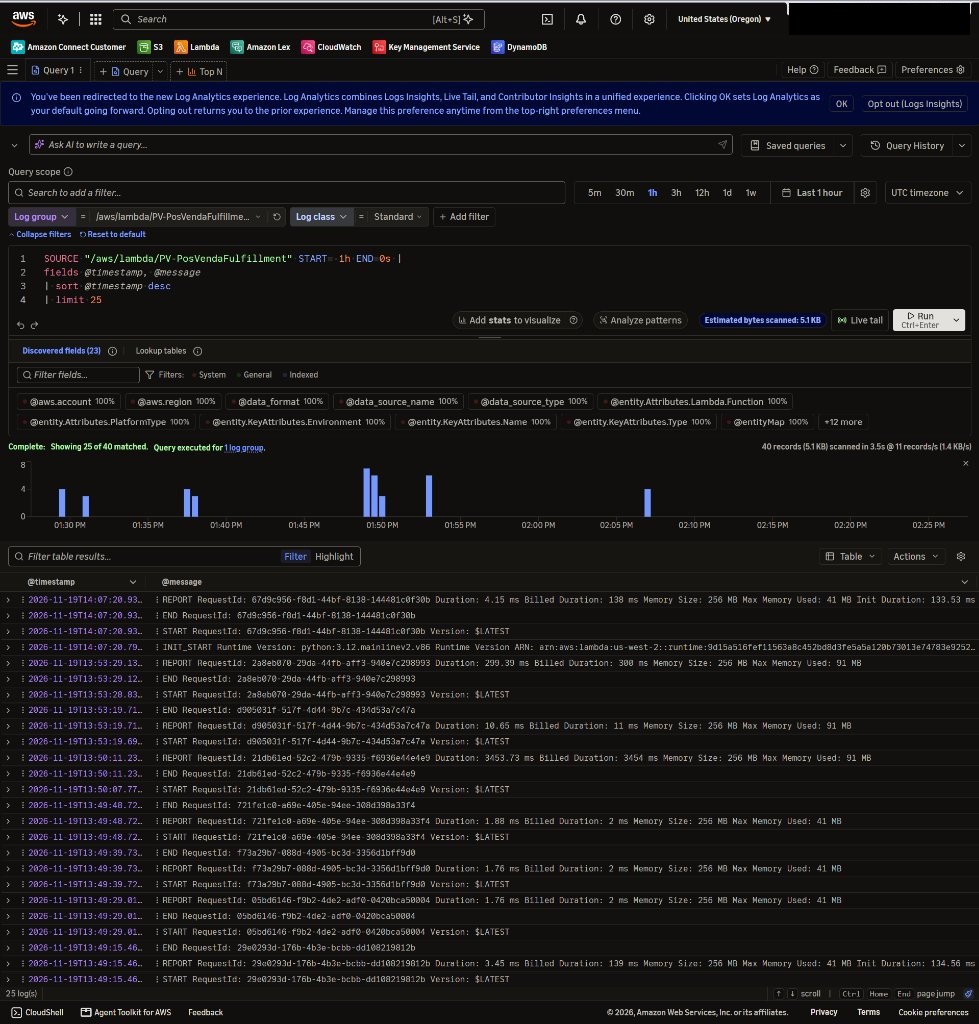 aws Search [Alt+S] United States (Oregon)
Amazon Connect Customer S3 Lambda Amazon Lex CloudWatch Key Management Service DynamoDB
Query 1 + Query + Top N Help Feedback Preferences
You've been redirected to the new Log Analytics experience. Log Analytics combines Logs Insights, Live Tail, and Contributor Insights in a unified experience. Clicking OK sets Log Analytics as
your default going forward. Opting out returns you to the prior experience. Manage this preference anytime from the top-right preferences menu.
OK Opt out (Logs Insights)
Ask AI to write a query... Saved queries Query History
Query scope
Search to add a filter... 5m 30m 1h 3h 12h 1d 1w Last 1 hour UTC timezone
Log group = /aws/lambda/PV-PosVendaFulfillme... Log class = Standard + Add filter
Collapse filters Reset to default
1 SOURCE "/aws/lambda/PV-PosVendaFulfillment" START=-1h END=0s |
2 fields @timestamp, @message
3 | sort @timestamp desc
4 | limit 25
Add stats to visualize Analyze patterns Estimated bytes scanned: 5.1 KB Live tail Run
Ctrl+Enter
Discovered fields (23) Lookup tables
Filter fields... Filters: System General Indexed
@aws.account 100% @aws.region 100% @data_format 100% @data_source_name 100% @data_source_type 100% @entity.Attributes.Lambda.Function 100%
@entity.Attributes.PlatformType 100% @entity.KeyAttributes.Environment 100% @entity.KeyAttributes.Name 100% @entity.KeyAttributes.Type 100% @entityMap 100% +12 more
Complete: Showing 25 of 40 matched. Query executed for 1 log group. 40 records (5.1 KB) scanned in 3.5s @ 11 records/s (1.4 KB/s)
8
4
0
01:30 PM 01:35 PM 01:40 PM 01:45 PM 01:50 PM 01:55 PM 02:00 PM 02:05 PM 02:10 PM 02:15 PM 02:20 PM 02:25 PM
Filter table results... Filter Highlight Table Actions
@timestamp @message
2026-11-19T14:07:20.93… REPORT RequestId: 67d9c956-f8d1-44bf-8138-144481c0f30b Duration: 4.15 ms Billed Duration: 138 ms Memory Size: 256 MB Max Memory Used: 41 MB Init Duration: 133.53 ms
2026-11-19T14:07:20.93… END RequestId: 67d9c956-f8d1-44bf-8138-144481c0f30b
2026-11-19T14:07:20.93… START RequestId: 67d9c956-f8d1-44bf-8138-144481c0f30b Version: $LATEST
2026-11-19T14:07:20.79… INIT_START Runtime Version: python:3.12.mainlinev2.v86 Runtime Version ARN: arn:aws:lambda:us-west-2::runtime:9d15a516fef11563a8c452bd8d3fe5a5a120b73013e74783e9252…
2026-11-19T13:53:29.13… REPORT RequestId: 2a8eb070-29da-44fb-aff3-940e7c298993 Duration: 299.39 ms Billed Duration: 300 ms Memory Size: 256 MB Max Memory Used: 91 MB
2026-11-19T13:53:29.12… END RequestId: 2a8eb070-29da-44fb-aff3-940e7c298993
2026-11-19T13:53:28.83… START RequestId: 2a8eb070-29da-44fb-aff3-940e7c298993 Version: $LATEST
2026-11-19T13:53:19.71… END RequestId: d905031f-517f-4d44-9b7c-434d53a7c47a
2026-11-19T13:53:19.71… REPORT RequestId: d905031f-517f-4d44-9b7c-434d53a7c47a Duration: 10.65 ms Billed Duration: 11 ms Memory Size: 256 MB Max Memory Used: 91 MB
2026-11-19T13:53:19.69… START RequestId: d905031f-517f-4d44-9b7c-434d53a7c47a Version: $LATEST
2026-11-19T13:50:11.23… REPORT RequestId: 21db61ed-52c2-479b-9335-f6936e44e4e9 Duration: 3453.73 ms Billed Duration: 3454 ms Memory Size: 256 MB Max Memory Used: 91 MB
2026-11-19T13:50:11.23… END RequestId: 21db61ed-52c2-479b-9335-f6936e44e4e9
2026-11-19T13:50:07.77… START RequestId: 21db61ed-52c2-479b-9335-f6936e44e4e9 Version: $LATEST
2026-11-19T13:49:48.72… END RequestId: 721fe1c0-a69e-405e-94ee-308d398a33f4
2026-11-19T13:49:48.72… REPORT RequestId: 721fe1c0-a69e-405e-94ee-308d398a33f4 Duration: 1.88 ms Billed Duration: 2 ms Memory Size: 256 MB Max Memory Used: 41 MB
2026-11-19T13:49:48.72… START RequestId: 721fe1c0-a69e-405e-94ee-308d398a33f4 Version: $LATEST
2026-11-19T13:49:39.73… END RequestId: f73a29b7-088d-4905-bc3d-3356d1bff9d0
2026-11-19T13:49:39.73… REPORT RequestId: f73a29b7-088d-4905-bc3d-3356d1bff9d0 Duration: 1.76 ms Billed Duration: 2 ms Memory Size: 256 MB Max Memory Used: 41 MB
2026-11-19T13:49:39.72… START RequestId: f73a29b7-088d-4905-bc3d-3356d1bff9d0 Version: $LATEST
2026-11-19T13:49:29.01… REPORT RequestId: 05bd6146-f9b2-4de2-adf0-0420bca50004 Duration: 1.76 ms Billed Duration: 2 ms Memory Size: 256 MB Max Memory Used: 41 MB
2026-11-19T13:49:29.01… END RequestId: 05bd6146-f9b2-4de2-adf0-0420bca50004
2026-11-19T13:49:29.01… START RequestId: 05bd6146-f9b2-4de2-adf0-0420bca50004 Version: $LATEST
2026-11-19T13:49:15.46… END RequestId: 29e0293d-176b-4b3e-bcbb-dd108219812b
2026-11-19T13:49:15.46… REPORT RequestId: 29e0293d-176b-4b3e-bcbb-dd108219812b Duration: 3.45 ms Billed Duration: 139 ms Memory Size: 256 MB Max Memory Used: 41 MB Init Duration: 134.56 ms
2026-11-19T13:49:15.46… START RequestId: 29e0293d-176b-4b3e-bcbb-dd108219812b Version: $LATEST
25 log(s) ↑ ↓ scroll | Ctrl Home End page jump
CloudShell Agent Toolkit for AWS Feedback © 2026, Amazon Web Services, Inc. or its affiliates. Privacy Terms Cookie preferences